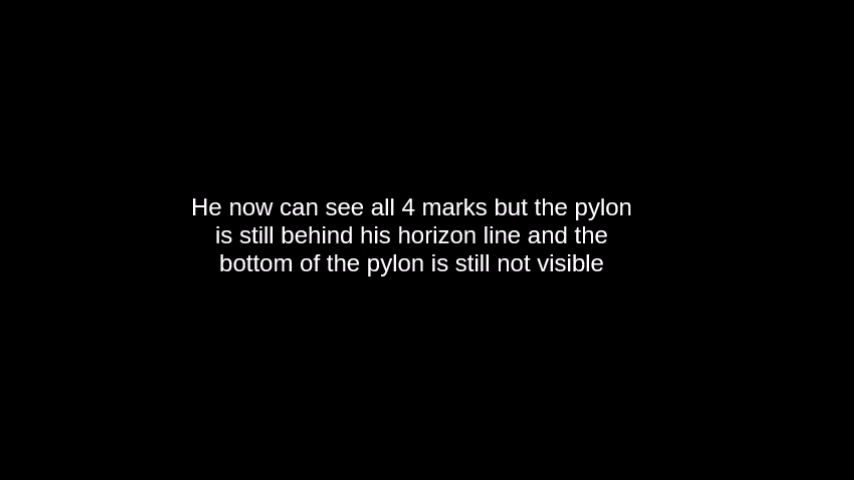 He now can see all 4 marks but the pylon
is still behind his horizon line and the
bottom of the pylon is still not visible